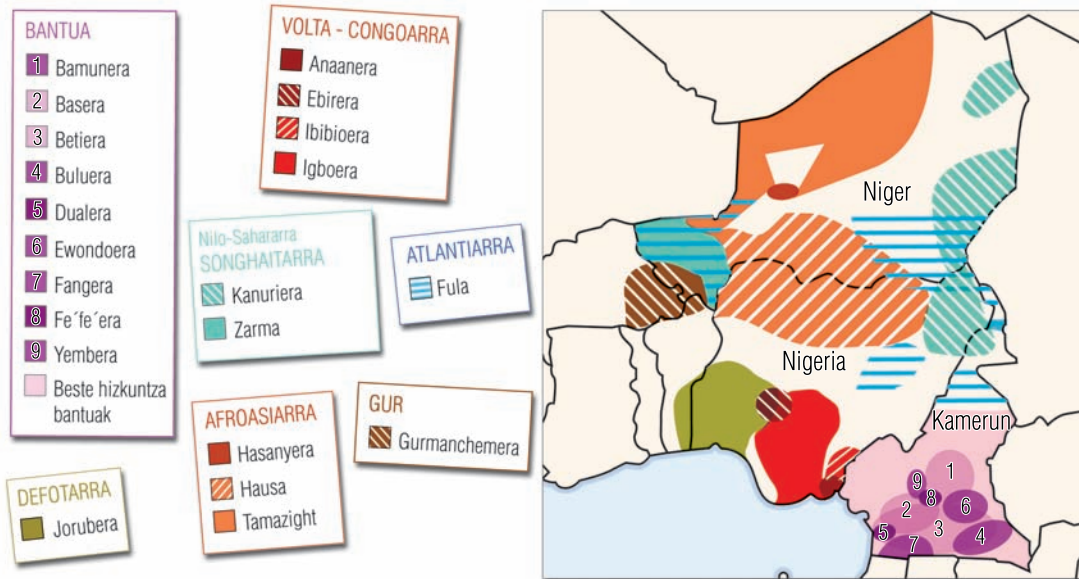 BANTUA
1 Bamunera
2 Basera
3 Betiera
4 Buluera
5 Dualera
6 Ewondoera
7 Fangera
8 Fe´fe´era
9 Yembera
Beste hizkuntza
bantuak
VOLTA - CONGOARRA
Anaanera
Ebirera
Ibibioera
Igboera
Nilo-Sahararra
SONGHAITARRA
Kanuriera
Zarma
ATLANTIARRA
Fula
AFROASIARRA
Hasanyera
Hausa
Tamazight
GUR
Gurmanchemera
DEFOTARRA
Jorubera
Niger
Nigeria
Kamerun
1
9
8
6
2
3
4
5
7